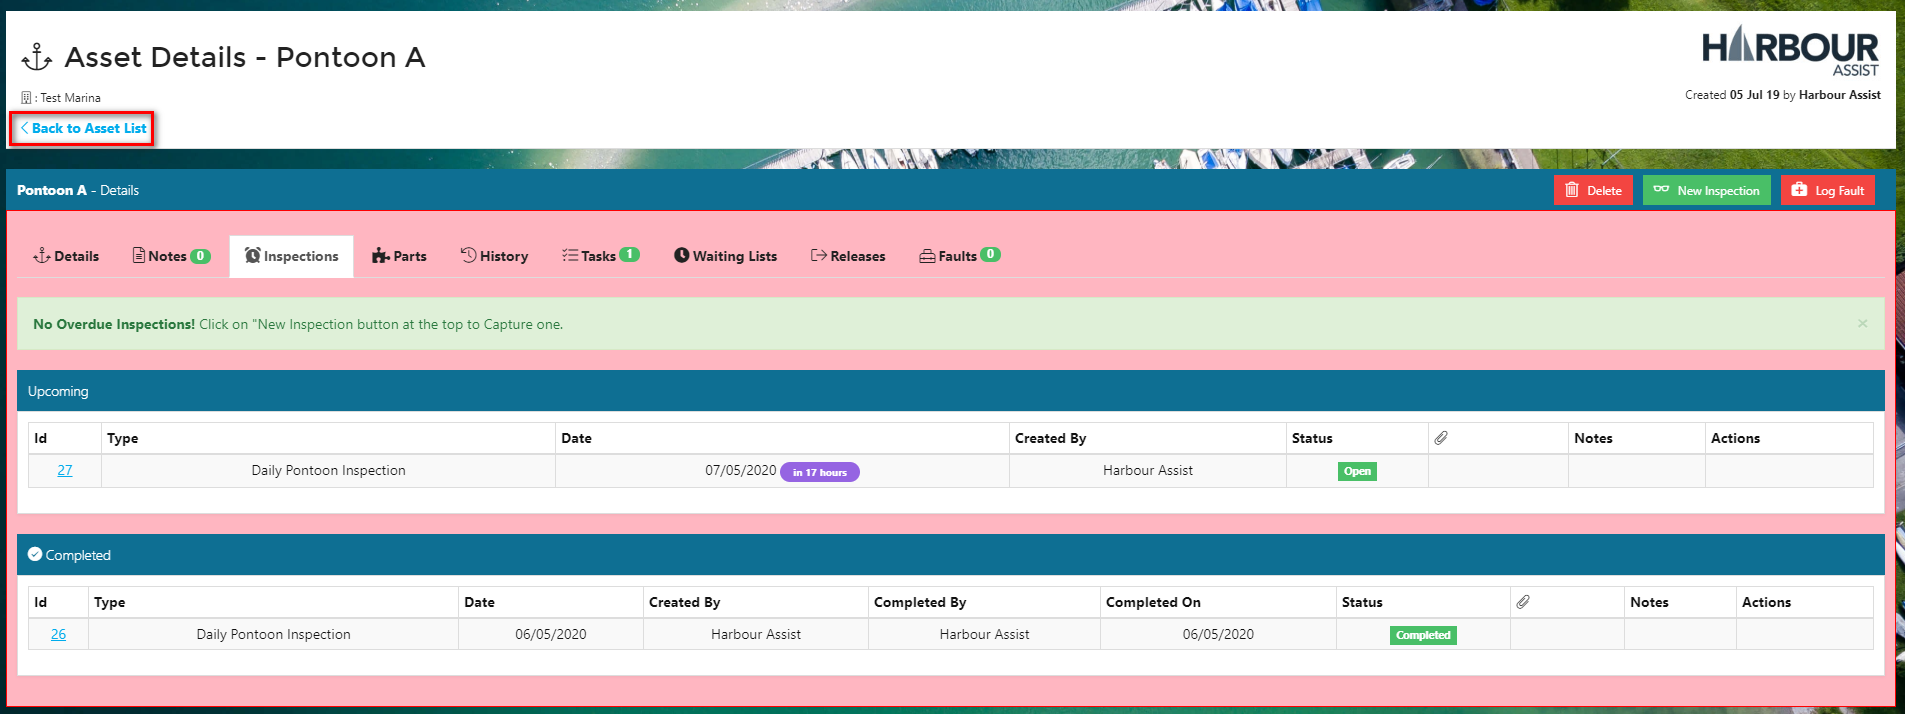 Asset Details - Pontoon A
HARBOUR
ASSIST
: Test Marina
Created 05 Jul 19 by Harbour Assist
Back to Asset List
Pontoon A - Details
Delete
New Inspection
Log Fault
Details
Notes 0
Inspections
Parts
History
Tasks 1
Waiting Lists
Releases
Faults 0
No Overdue Inspections! Click on "New Inspection button at the top to Capture one.
×
Upcoming
Id Type Date Created By Status Notes Actions
27 Daily Pontoon Inspection 07/05/2020 in 17 hours Harbour Assist Open
Completed
Id Type Date Created By Completed By Completed On Status Notes Actions
26 Daily Pontoon Inspection 06/05/2020 Harbour Assist Harbour Assist 06/05/2020 Completed